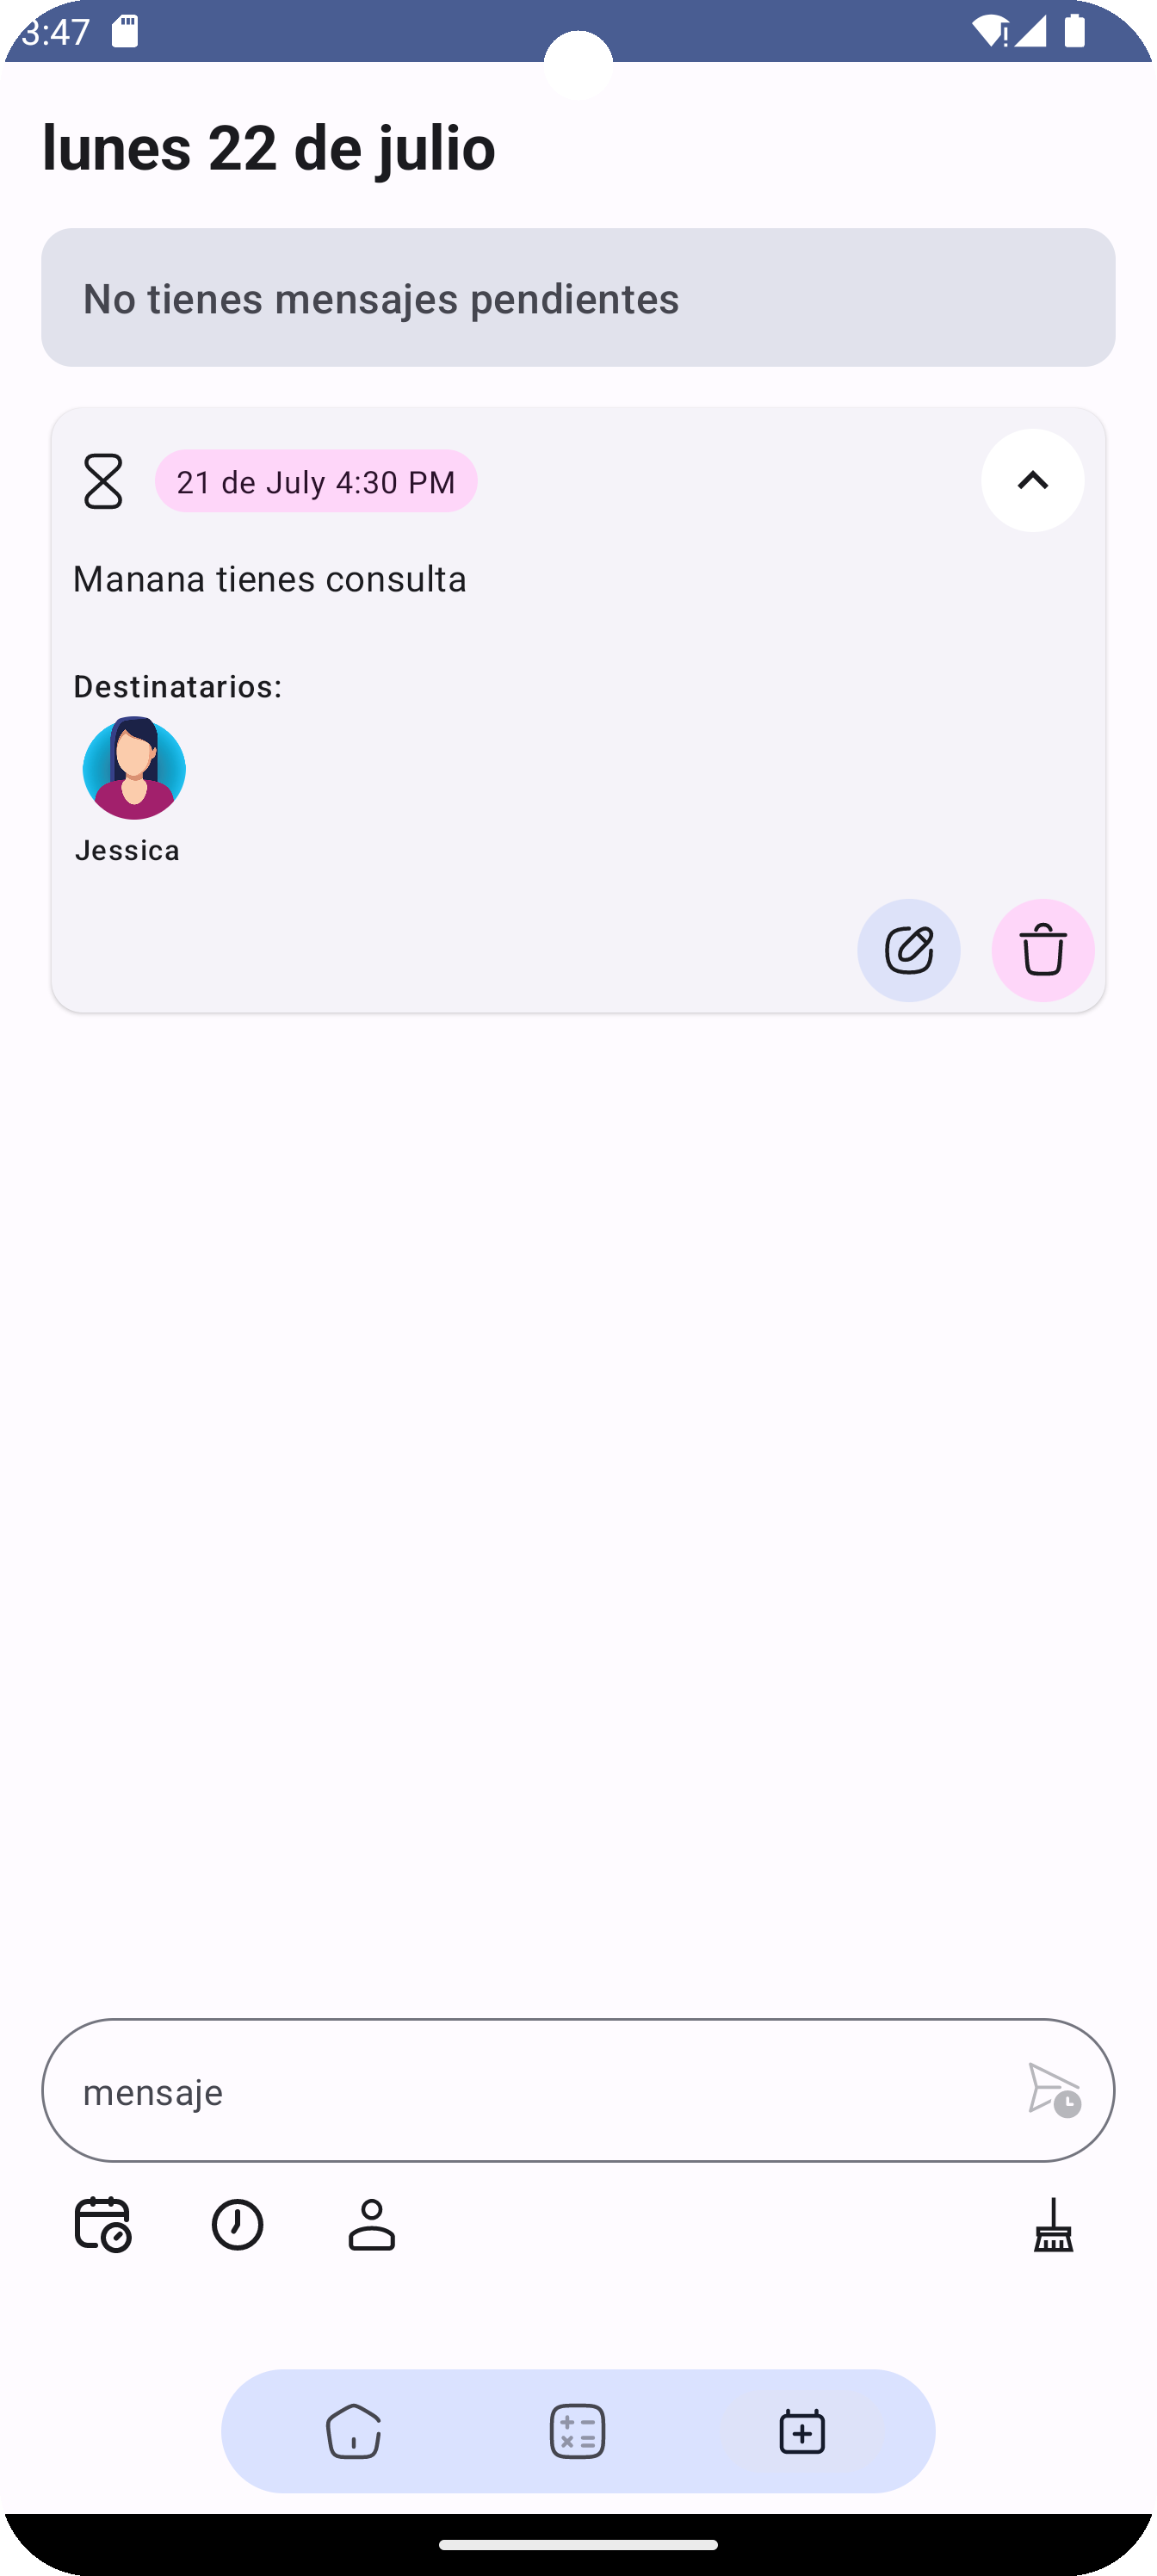 3:47
lunes 22 de julio
No tienes mensajes pendientes
21 de July 4:30 PM
Manana tienes consulta
Destinatarios:
Jessica
mensaje